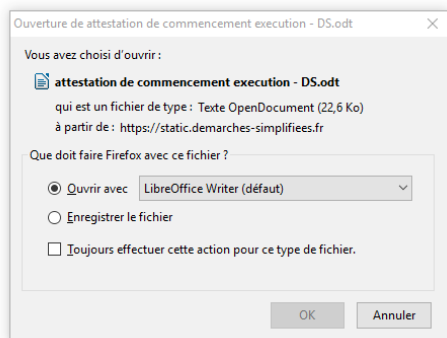 Ouverture de attestation de commencement execution - DS.odt
Vous avez choisi d'ouvrir :
attestation de commencement execution - DS.odt
qui est un fichier de type : Texte OpenDocument (22,6 Ko)
à partir de : https://static.demarches-simplifiees.fr
Que doit faire Firefox avec ce fichier ?
Ouvrir avec LibreOffice Writer (défaut)
Enregistrer le fichier
Toujours effectuer cette action pour ce type de fichier.
OK Annuler